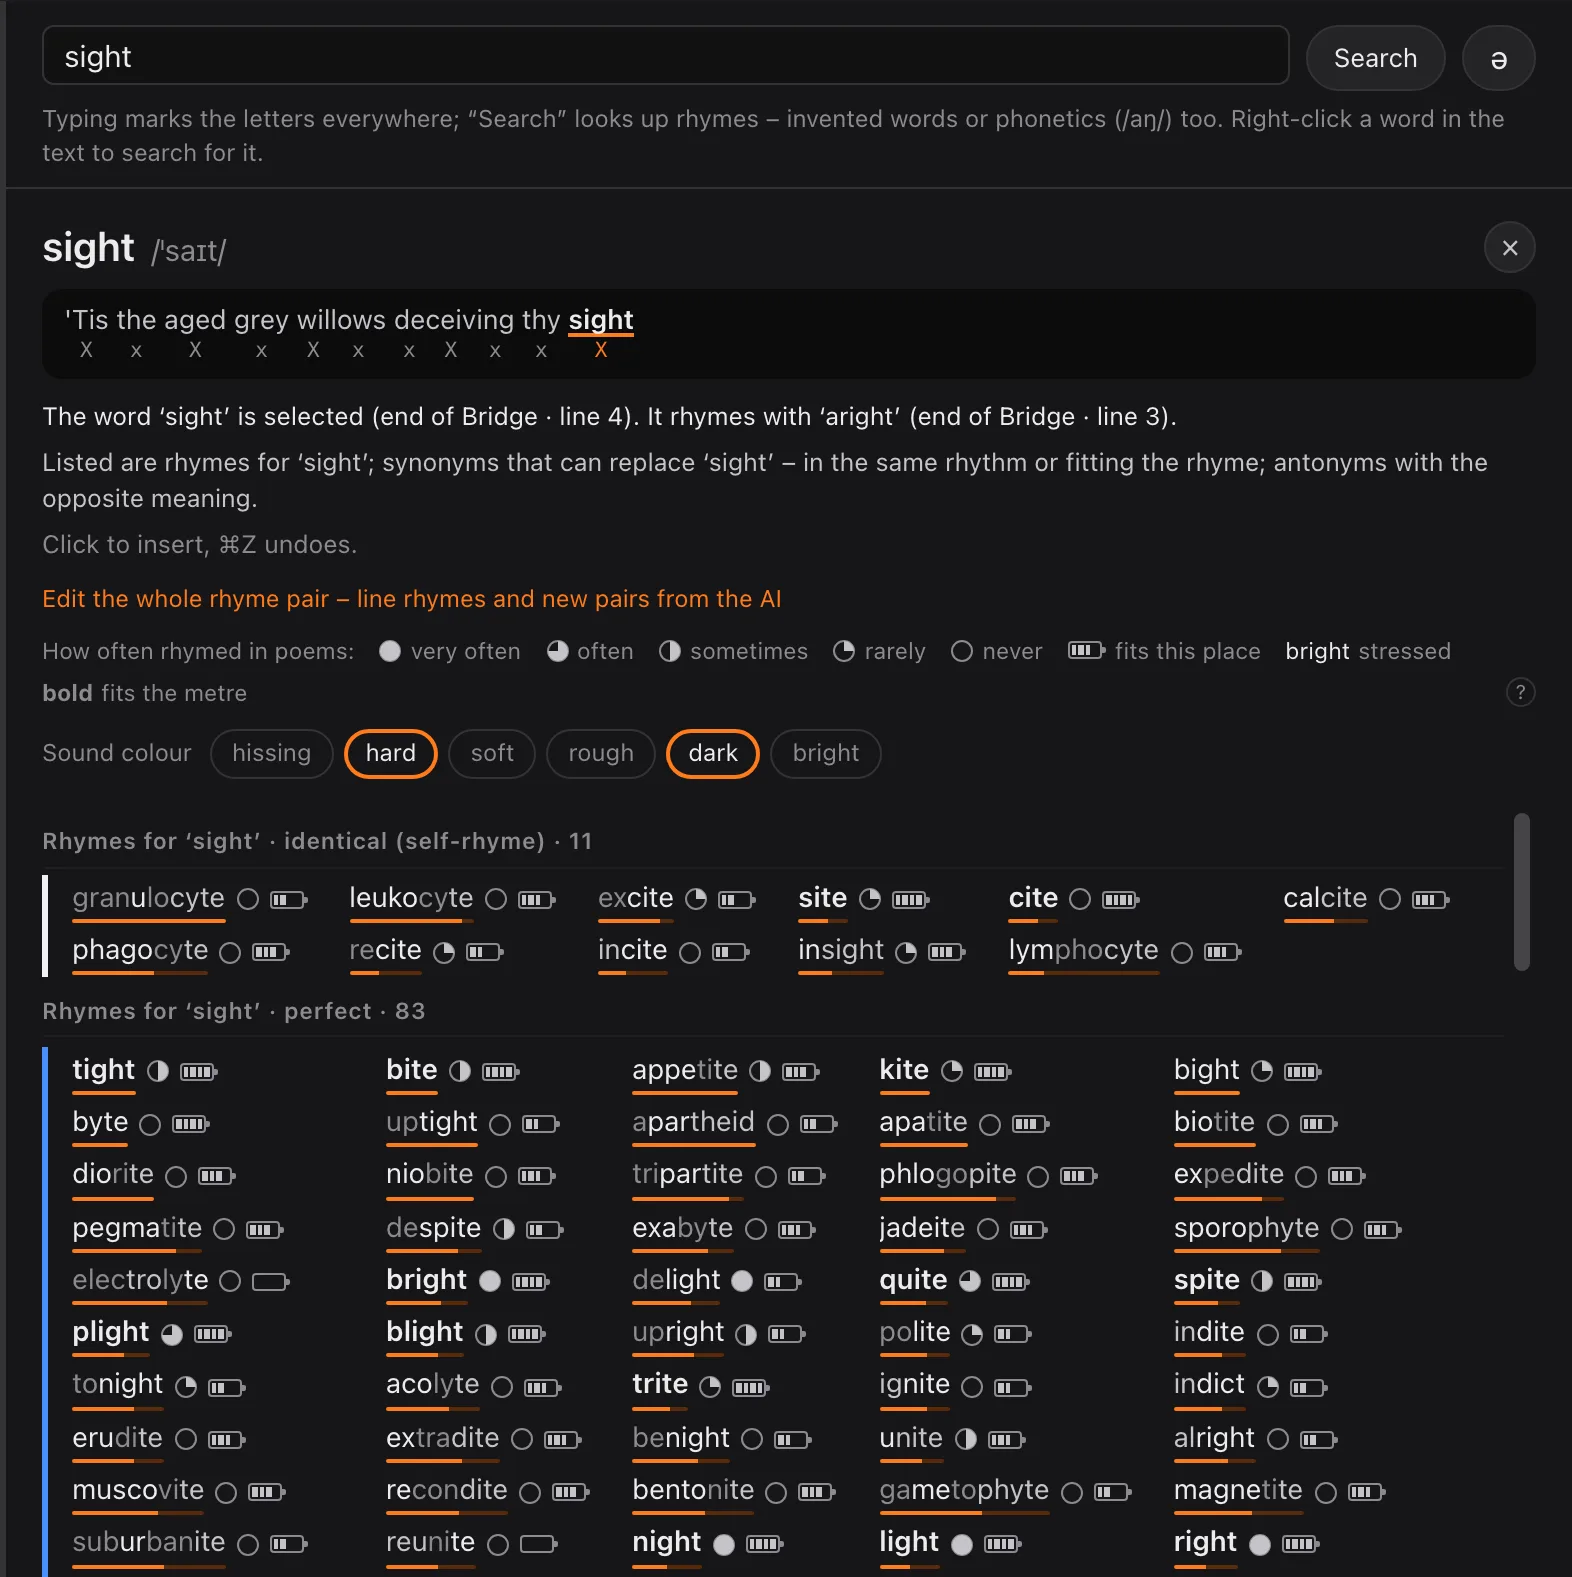 sight
Search
ə
Typing marks the letters everywhere; “Search” looks up rhymes – invented words or phonetics (/aŋ/) too. Right-click a word in the
text to search for it.
sight /ˈsaɪt/
×
'Tis the aged grey willows deceiving thy sight
X x X x X x x X x x X
The word ‘sight’ is selected (end of Bridge · line 4). It rhymes with ‘aright’ (end of Bridge · line 3).
Listed are rhymes for ‘sight’; synonyms that can replace ‘sight’ – in the same rhythm or fitting the rhyme; antonyms with the
opposite meaning.
Click to insert, ⌘Z undoes.
Edit the whole rhyme pair – line rhymes and new pairs from the AI
How often rhymed in poems: very often often sometimes rarely never fits this place bright stressed
bold fits the metre ?
Sound colour hissing hard soft rough dark bright
Rhymes for ‘sight’ · identical (self-rhyme) · 11
granulocyte leukocyte excite site cite calcite
phagocyte recite incite insight lymphocyte
Rhymes for ‘sight’ · perfect · 83
tight bite appetite kite bight
byte uptight apartheid apatite biotite
diorite niobite tripartite phlogopite expedite
pegmatite despite exabyte jadeite sporophyte
electrolyte bright delight quite spite
plight blight upright polite indite
tonight acolyte trite ignite indict
erudite extradite benight unite alright
muscovite recondite bentonite gametophyte magnetite
suburbanite reunite night light right